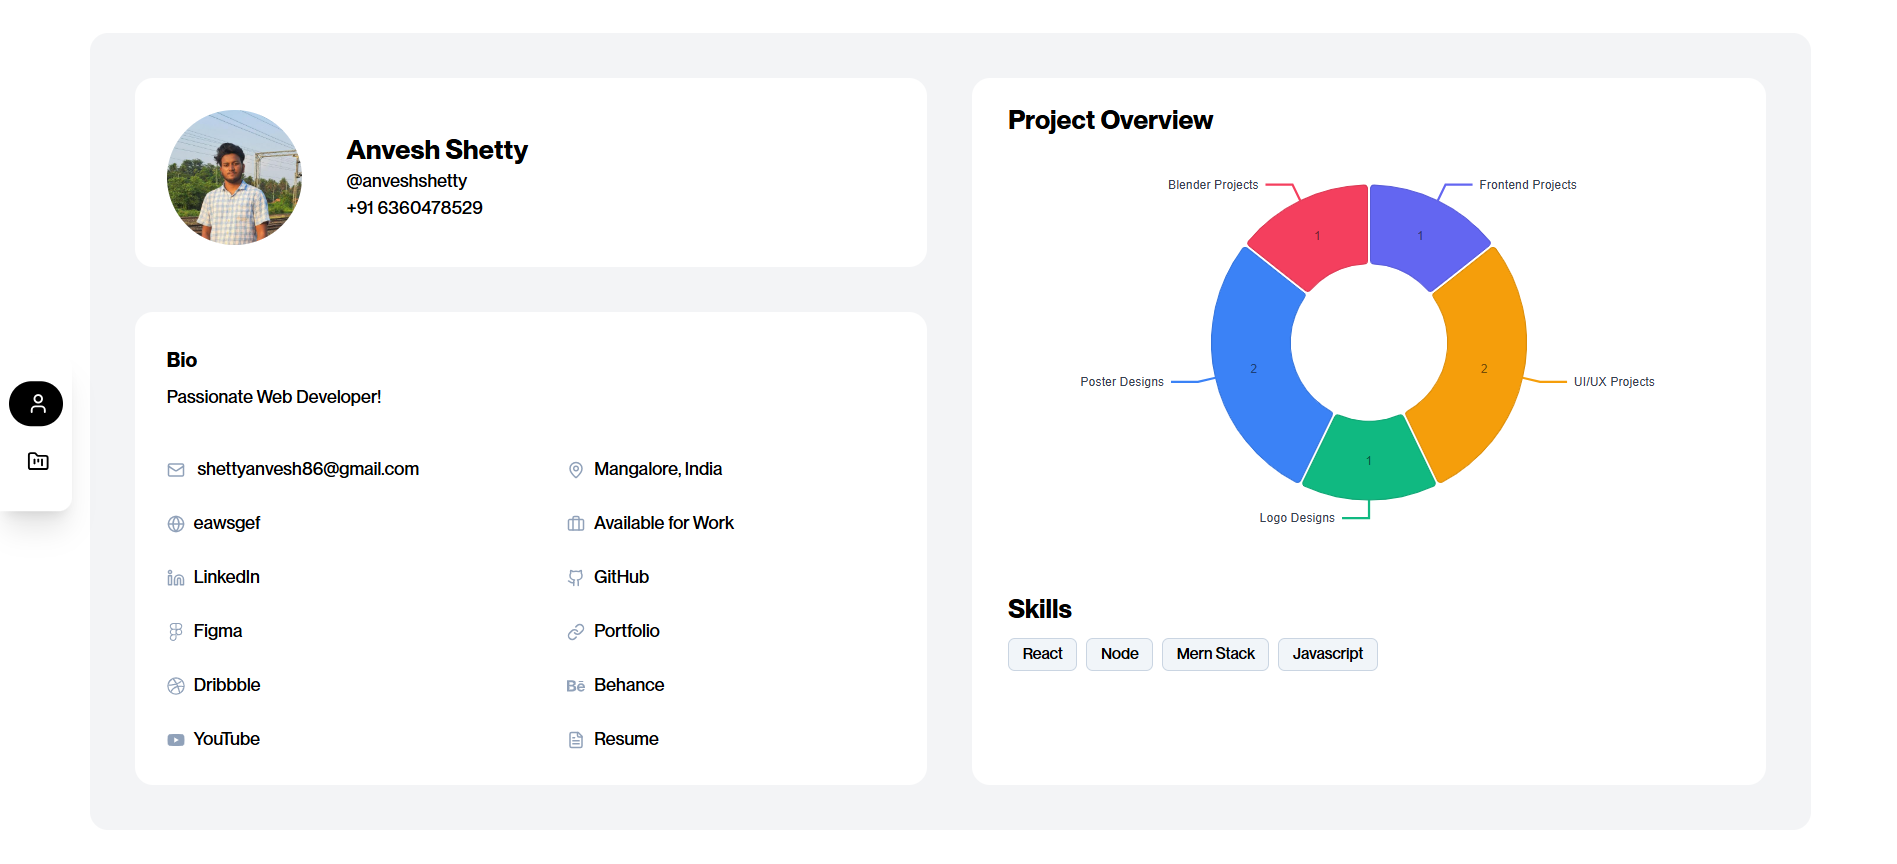 Anvesh Shetty
@anveshshetty
+91 6360478529
Bio
Passionate Web Developer!
shettyanvesh86@gmail.com
Mangalore, India
eawsgef
Available for Work
LinkedIn
GitHub
Figma
Portfolio
Dribbble
Bē Behance
YouTube
Resume
Project Overview
Blender Projects
Frontend Projects
1
1
Poster Designs
2
2
UI/UX Projects
1
Logo Designs
Skills
React
Node
Mern Stack
Javascript